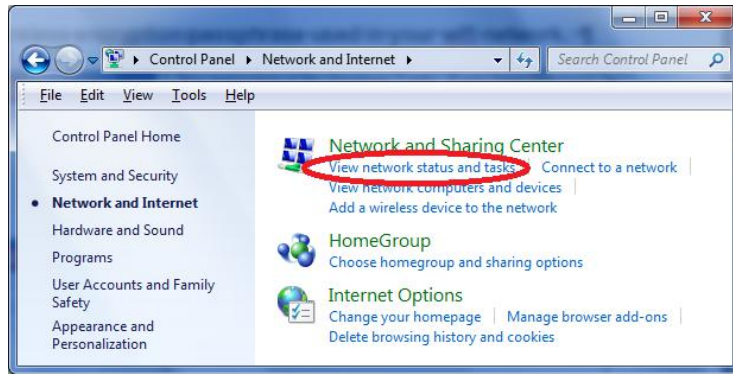 Control Panel Network and Internet
Search Control Panel
File Edit View Tools Help
Control Panel Home
System and Security
Network and Internet
Hardware and Sound
Programs
User Accounts and Family
Safety
Appearance and
Personalization
Network and Sharing Center
View network status and tasks Connect to a network
View network computers and devices
Add a wireless device to the network
HomeGroup
Choose homegroup and sharing options
Internet Options
Change your homepage Manage browser add-ons
Delete browsing history and cookies